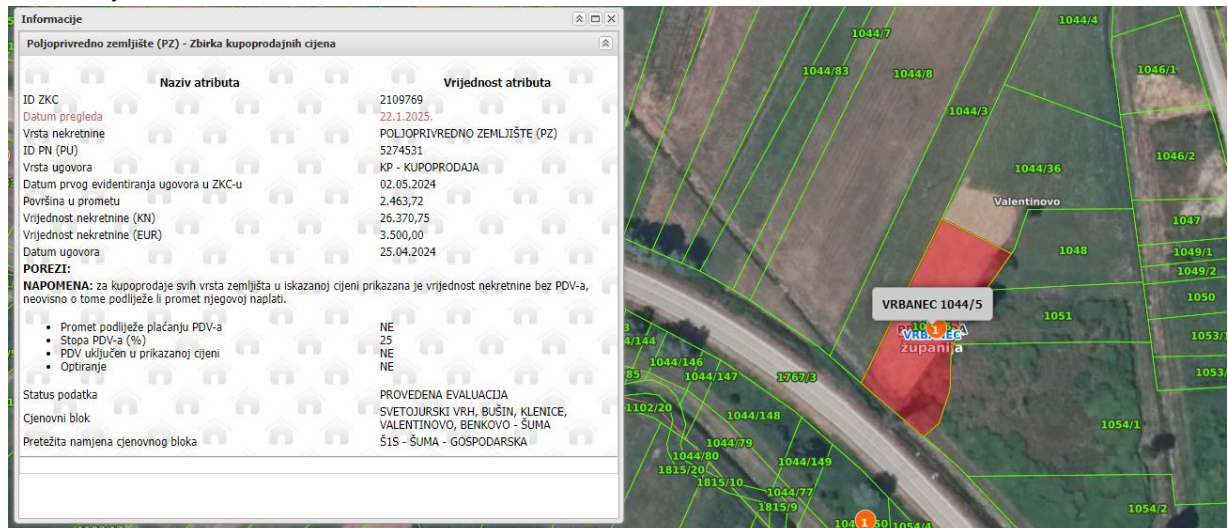 Informacije
Poljoprivredno zemljište (PZ) - Zbirka kupoprodajnih cijena
Naziv atributa Vrijednost atributa
ID ZKC 2109769
Datum pregleda 22.1.2025.
Vrsta nekretnine POLJOPRIVREDNO ZEMLJIŠTE (PZ)
ID PN (PU) 5274531
Vrsta ugovora KP - KUPOPRODAJA
Datum prvog evidentiranja ugovora u ZKC-u 02.05.2024
Površina u prometu 2.463,72
Vrijednost nekretnine (KN) 26.370,75
Vrijednost nekretnine (EUR) 3.500,00
Datum ugovora 25.04.2024
POREZI:
NAPOMENA: za kupoprodaje svih vrsta zemljišta u iskazanoj cijeni prikazana je vrijednost nekretnine bez PDV-a,
neovisno o tome podliježe li promet njegovoj naplati.
• Promet podliježe plaćanju PDV-a NE
• Stopa PDV-a (%) 25
• PDV uključen u prikazanoj cijeni NE
• Optiranje NE
Status podatka PROVEDENA EVALUACIJA
Cjenovni blok SVETOJURSKI VRH, BUŠIN, KLENICE,
VALENTINOVO, BENKOVO - ŠUMA
Pretežita namjena cjenovnog bloka Š1S - ŠUMA - GOSPODARSKA
1044/4
1044/7
1044/83
1044/8
1046/1
1044/3
1046/2
1044/36
Valentinovo
1047
1048
1049/1
1049/2
1050
VRBANEC 1044/5
1051
1053/1
1
VRBANEC
županija
4/144
1044/146
85
1044/147
1767/3
1053/
1102/20
1044/148
1054/1
1044/79
1044/80
1044/149
1815/20
1815/10
1044/77
1815/9
1054/2
1
1054/4